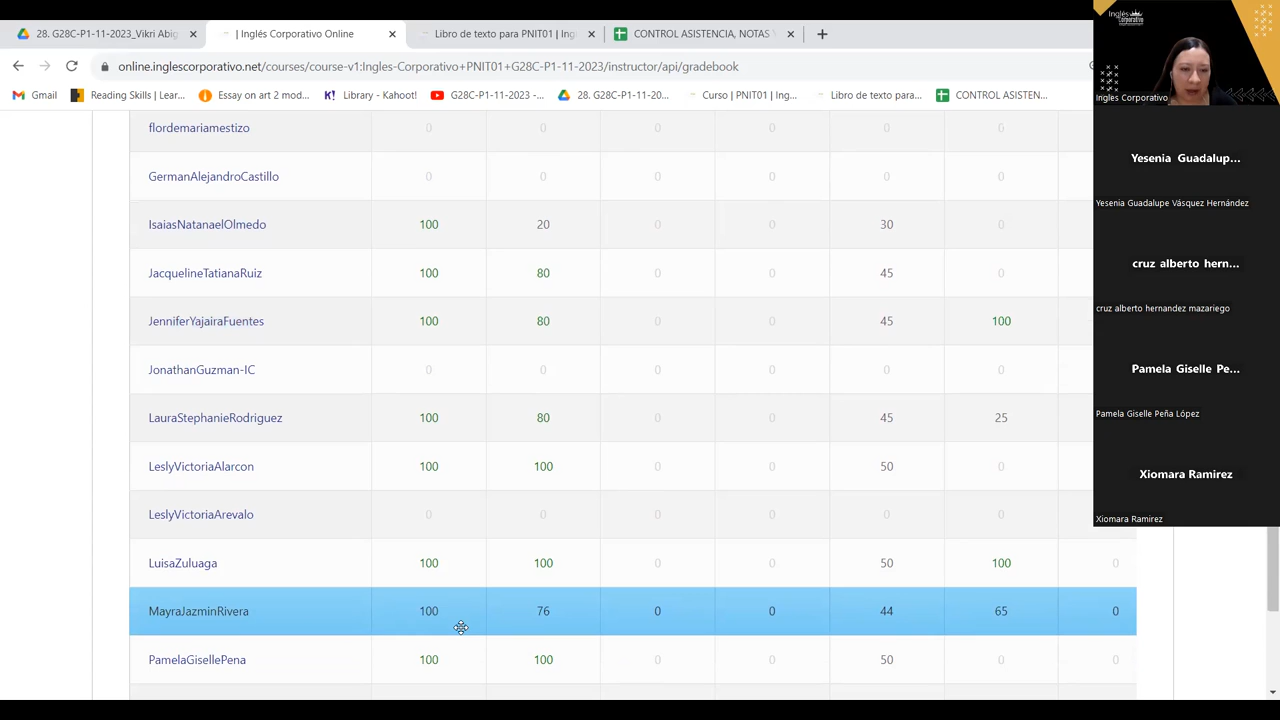 28. G28C-P1-11-2023_Vikri Abig
| Inglés Corporativo Online
Libro de texto para PNIT01 | Ing
CONTROL ASISTENCIA, NOTAS
online.inglescorporativo.net/courses/course-v1:Ingles-Corporativo+PNIT01+G28C-P1-11-2023/instructor/api/gradebook
Gmail
Reading Skills | Lear...
Essay on art 2 mod...
Library - Kano...
G28C-P1-11-2023 -...
28. G28C-P1-11-20...
Curso | PNIT01 | Ing...
Libro de texto para...
CONTROL ASISTEN...
flordemariamestizo 0 0 0 0 0 0
GermanAlejandroCastillo 0 0 0 0 0 0
IsaiasNatanaelOlmedo 100 20 0 0 30 0
JacquelineTatianaRuiz 100 80 0 0 45 0
JenniferYajairaFuentes 100 80 0 0 45 100
JonathanGuzman-IC 0 0 0 0 0 0
LauraStephanieRodriguez 100 80 0 0 45 25
LeslyVictoriaAlarcon 100 100 0 0 50 0
LeslyVictoriaArevalo 0 0 0 0 0 0
LuisaZuluaga 100 100 0 0 50 100 0
MayraJazminRivera 100 76 0 0 44 65 0
PamelaGisellePena 100 100 0 0 50 0 0
Inglés
Corporativo
Ingles Corporativo
Yesenia Guadalup...
Yesenia Guadalupe Vásquez Hernández
cruz alberto hern...
cruz alberto hernandez mazariego
Pamela Giselle Pe...
Pamela Giselle Peña López
Xiomara Ramirez
Xiomara Ramirez